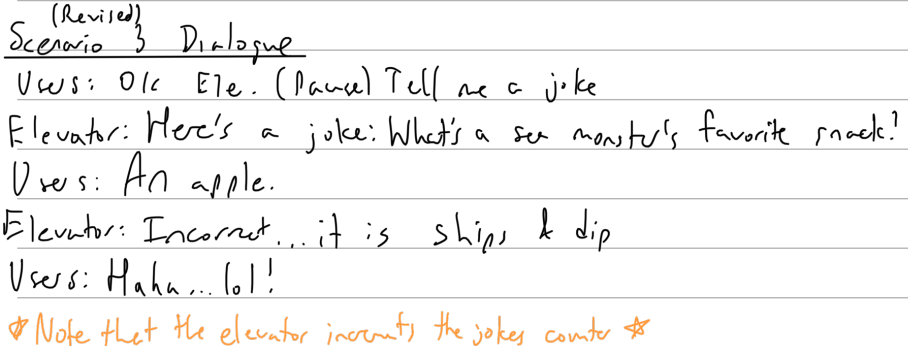 (Revised)
Scenario 3 Dialogue
Users: Ok Ele. (Pause) Tell me a joke
Elevator: Here's a joke: What's a sea monster's favorite snack?
Users: An apple.
Elevator: Incorrect... it is ships & dip
Users: Haha... lol!
☆ Note that the elevator increments the jokes counter ☆